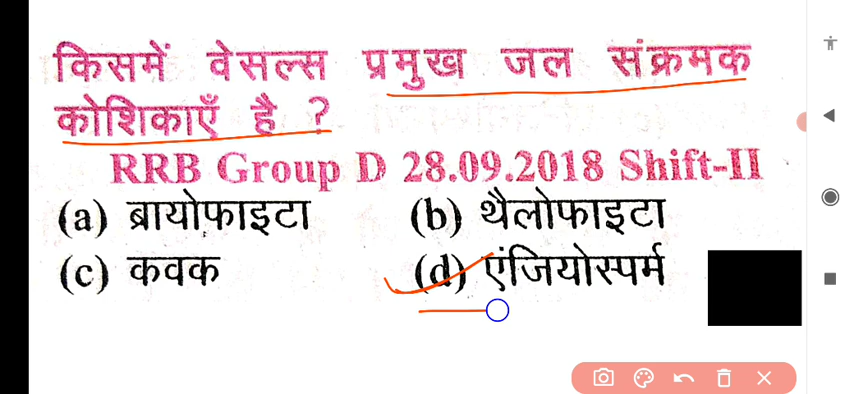 किसमें वेसल्स प्रमुख जल संक्रमक
कोशिकाएँ है ?
RRB Group D 28.09.2018 Shift-II
(a) ब्रायोफाइटा (b) थैलोफाइटा
(c) कवक (d) एंजियोस्पर्म